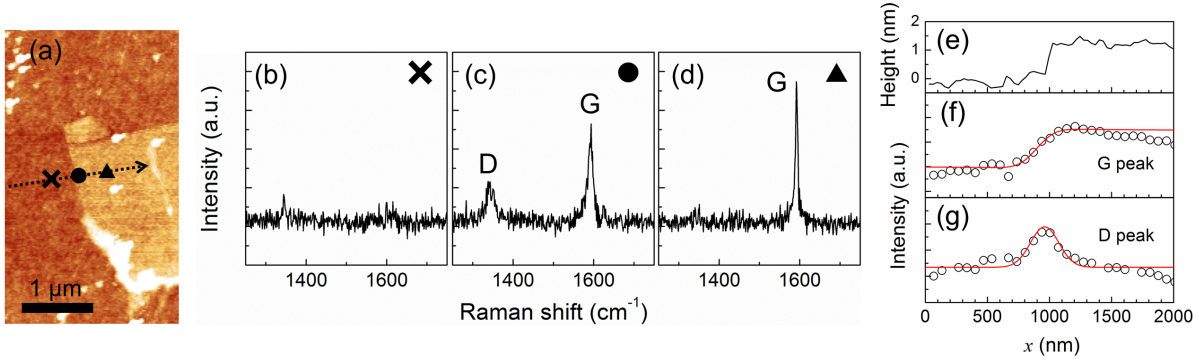 (a)
1 μm
(b)
(c)
(d)
D
G
G
Intensity (a.u.)
1400 1600
1400 1600
1400 1600
Raman shift (cm⁻¹)
(e)
Height (nm)
2
1
0
(f)
G peak
Intensity (a.u.)
(g)
D peak
0 500 1000 1500 2000
x (nm)